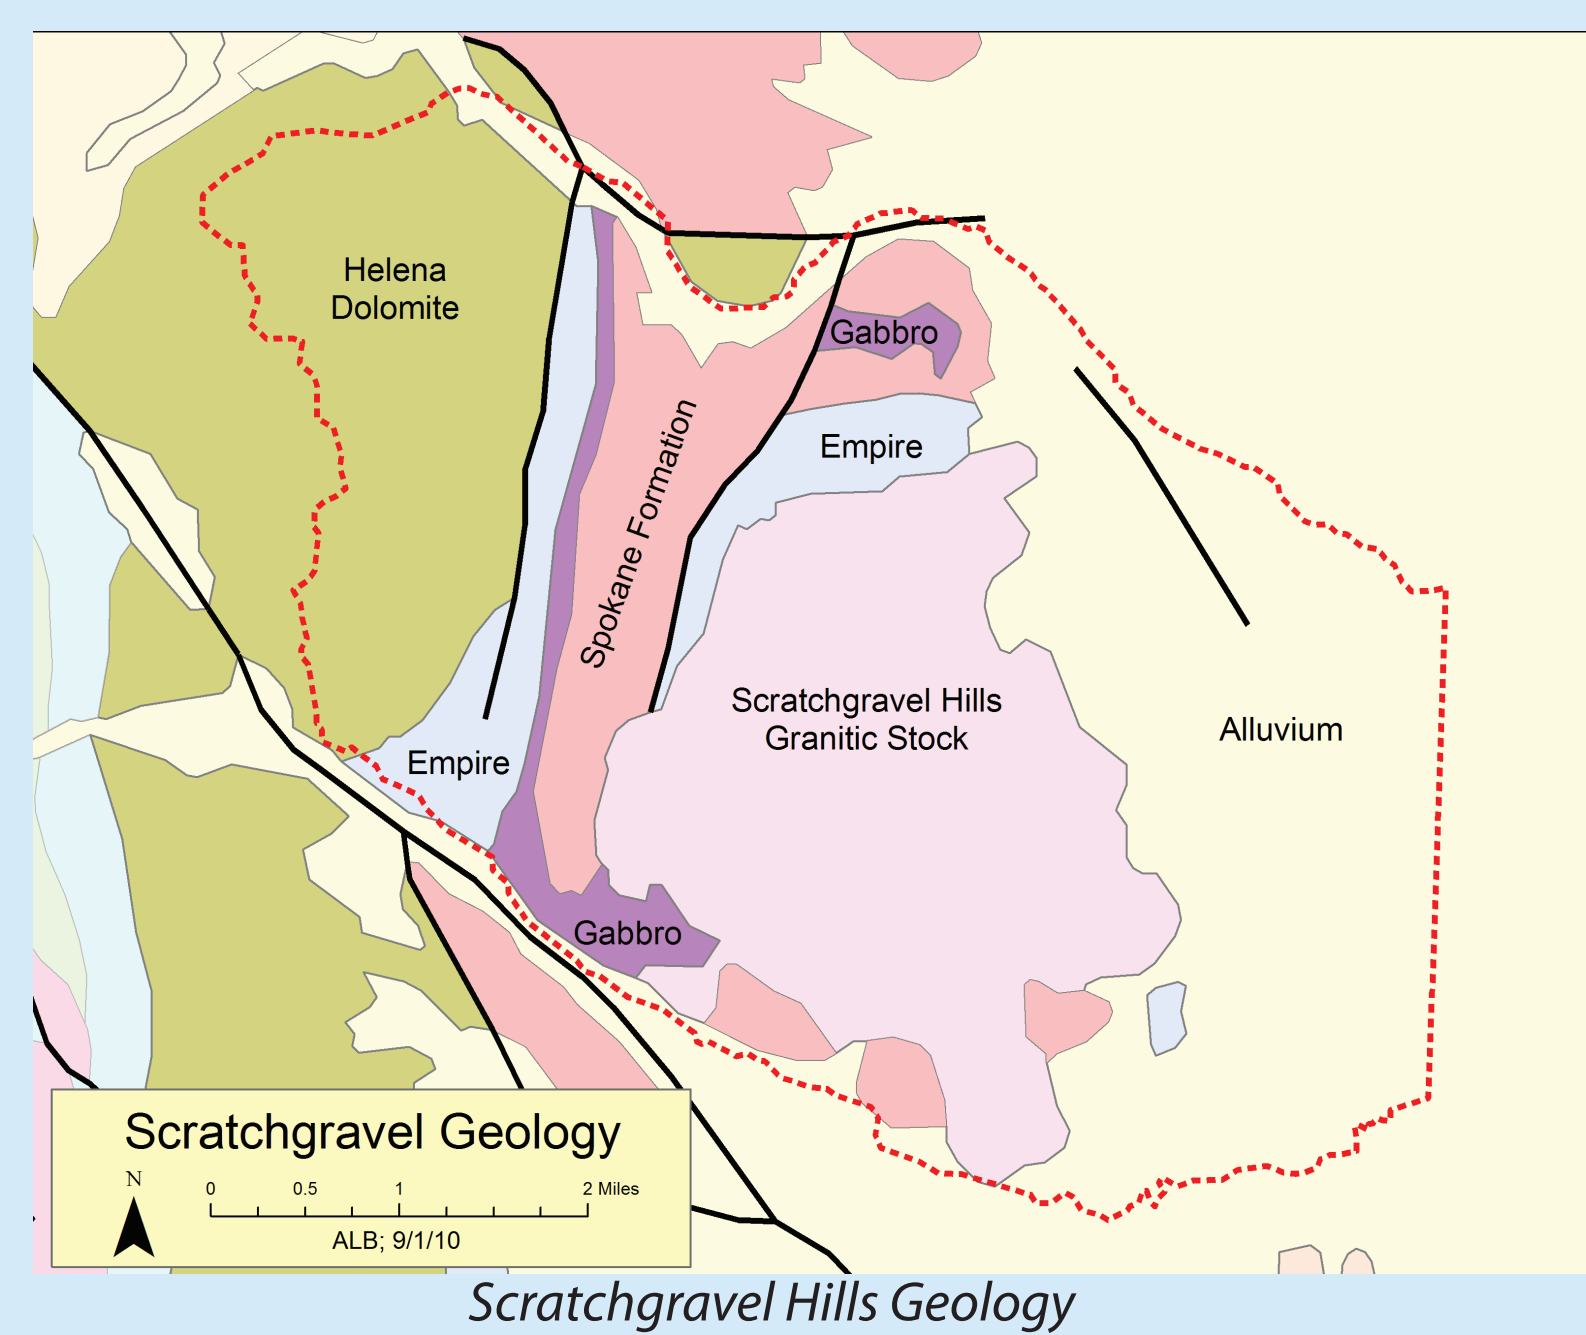 Helena
Dolomite
Gabbro
Empire
Spokane Formation
Scratchgravel Hills
Granitic Stock
Alluvium
Empire
Gabbro
Scratchgravel Geology
N
0 0.5 1 2 Miles
ALB; 9/1/10
Scratchgravel Hills Geology